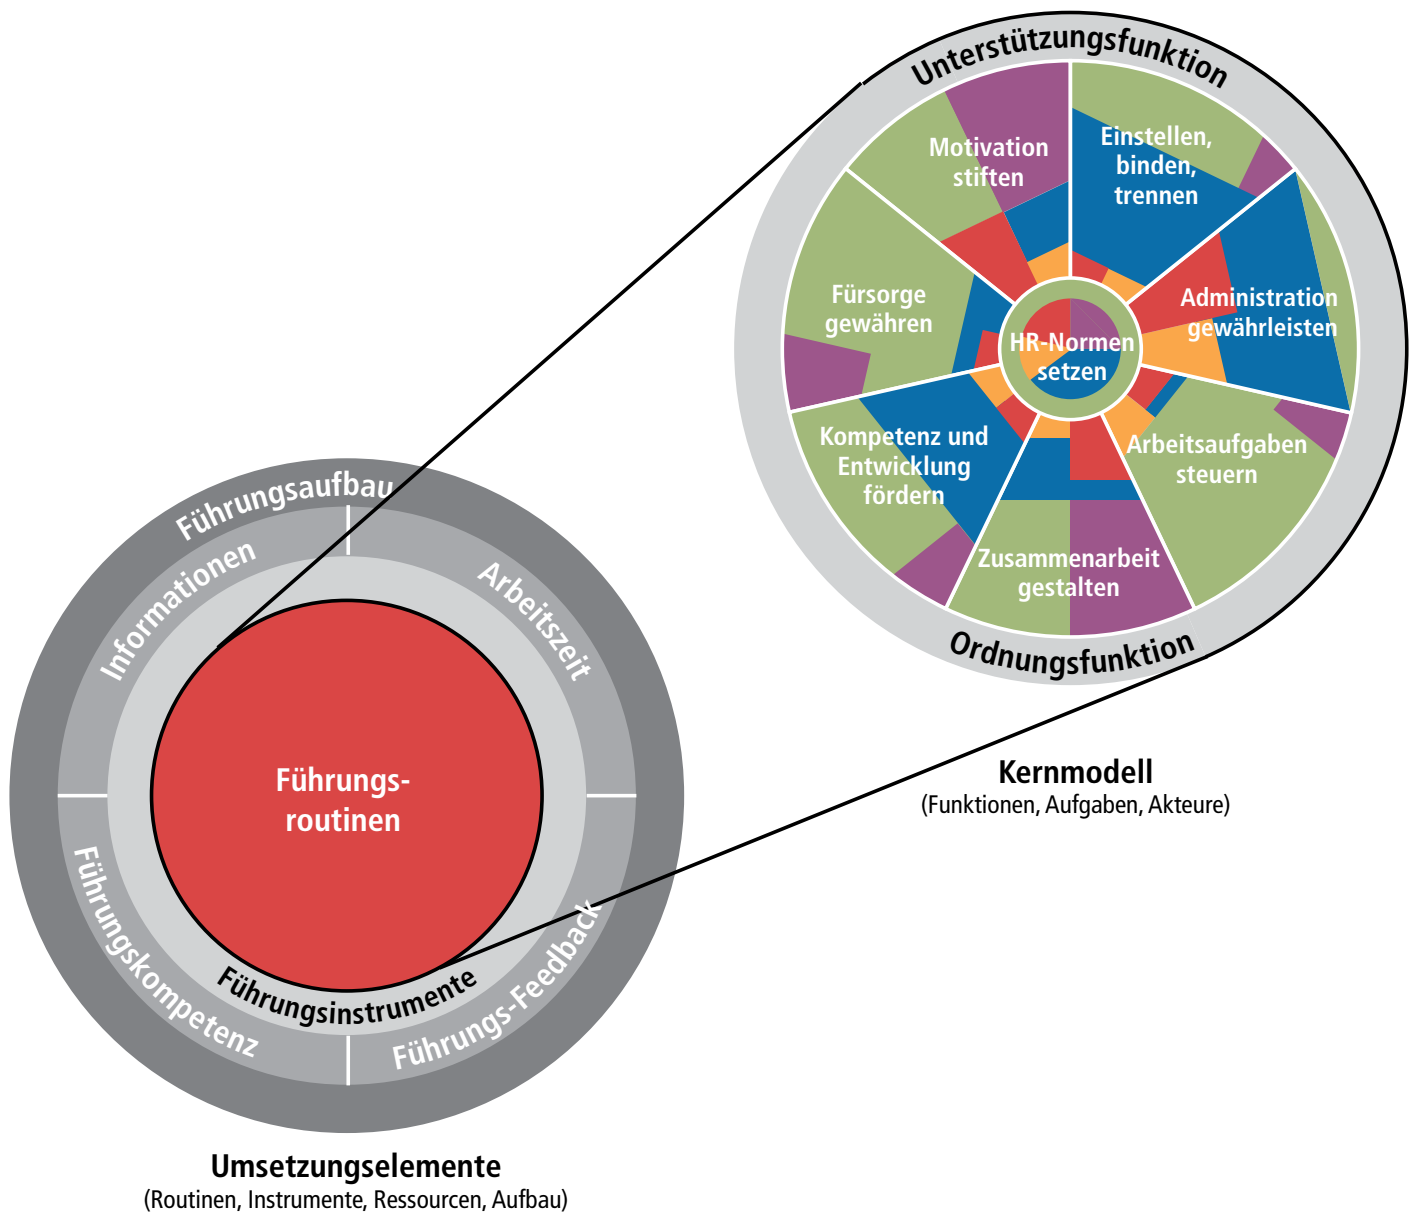 Unterstützungsfunktion
Motivation
stiften
Einstellen,
binden,
trennen
Fürsorge
gewähren
HR-Normen
setzen
Administration
gewährleisten
Kompetenz und
Entwicklung
fördern
Arbeitsaufgaben
steuern
Zusammenarbeit
gestalten
Ordnungsfunktion
Kernmodell
(Funktionen, Aufgaben, Akteure)
Führungsaufbau
Informationen
Arbeitszeit
Führungs-
routinen
Führungskompetenz
Führungsinstrumente
Führungs-Feedback
Umsetzungselemente
(Routinen, Instrumente, Ressourcen, Aufbau)